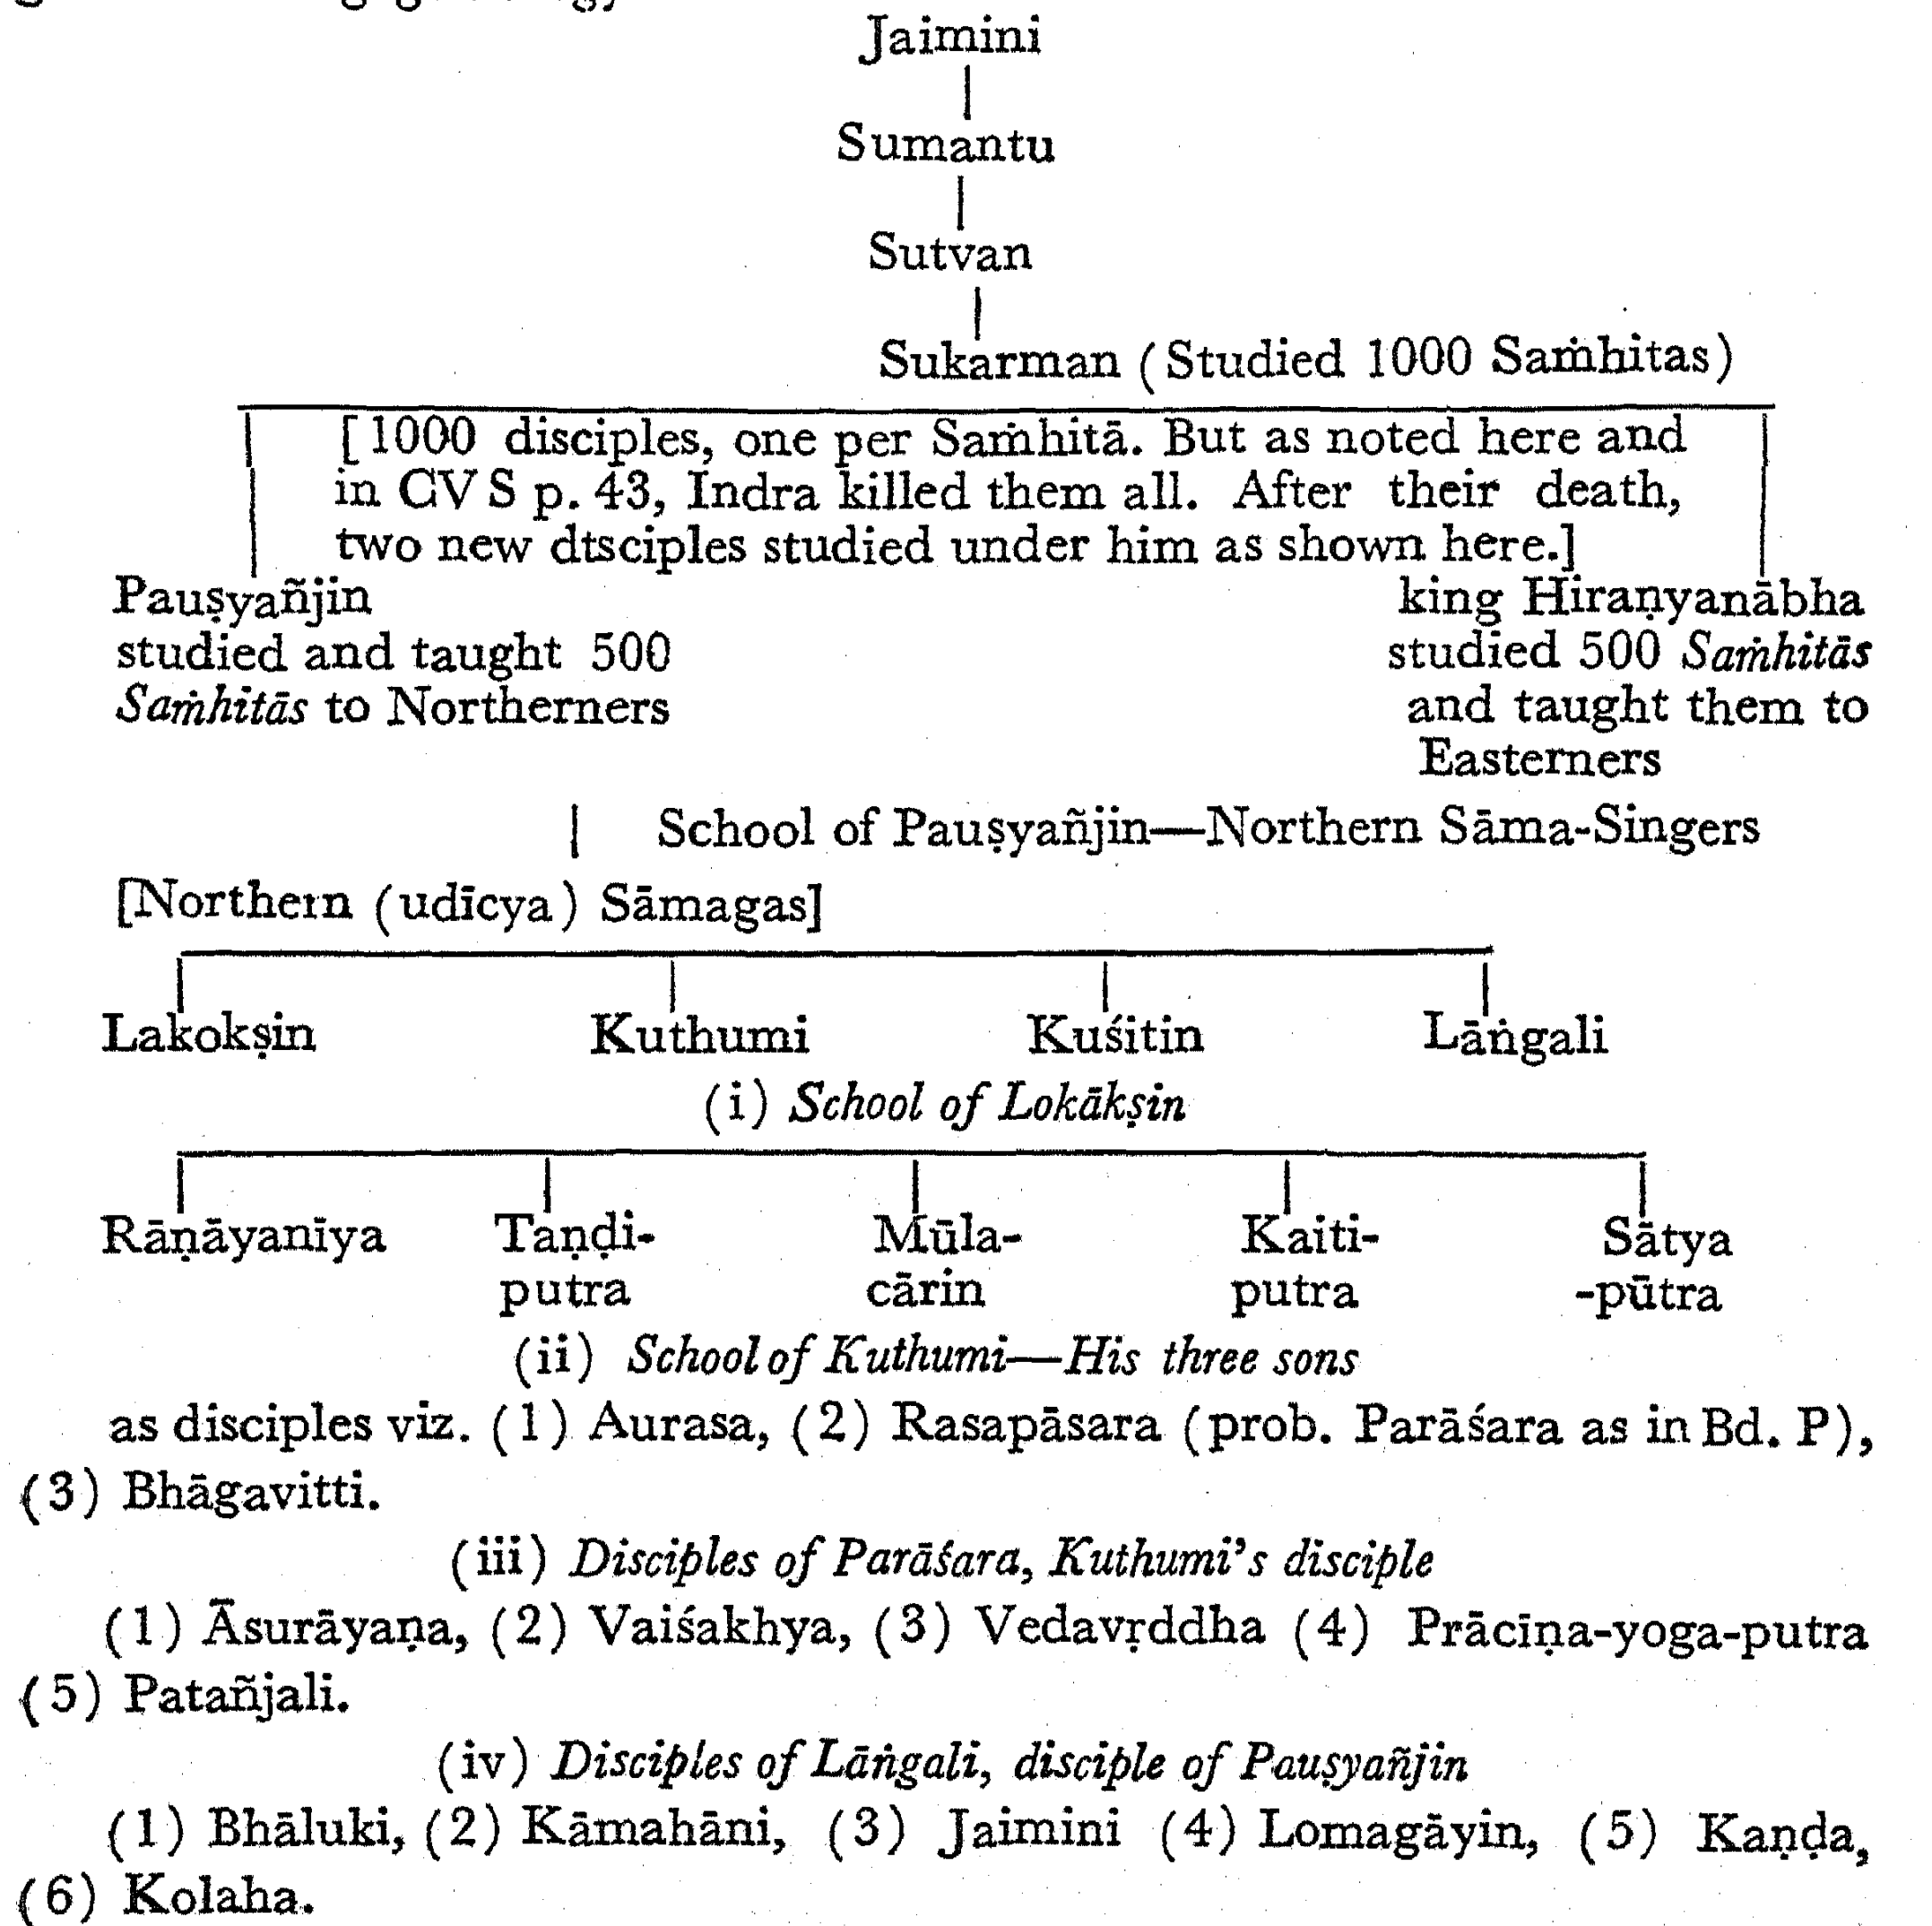 Jaimini
Sumantu
Sutvan
Sukarman (Studied 1000 Saṁhitas)
[1000 disciples, one per Saṁhitā. But as noted here and
in CVS p. 43, Indra killed them all. After their death,
two new dtsciples studied under him as shown here.]
Pauṣyañjin
studied and taught 500
Saṁhitās to Northerners
king Hiraṇyanābha
studied 500 Saṁhitās
and taught them to
Easterners
School of Pauṣyañjin—Northern Sāma-Singers
[Northern (udīcya) Sāmagas]
Lakokṣin Kuthumi Kuśitin Lāṅgali
(i) School of Lokākṣin
Rāṇāyanīya Taṇḍi- Mūla- Kaiti- Sātya
putra cārin putra -pūtra
(ii) School of Kuthumi—His three sons
as disciples viz. (1) Aurasa, (2) Rasapāsara (prob. Parāśara as in Bd. P),
(3) Bhāgavitti.
(iii) Disciples of Parāśara, Kuthumi's disciple
(1) Āsurāyaṇa, (2) Vaiśakhya, (3) Vedavṛddha (4) Prāciṇa-yoga-putra
(5) Patañjali.
(iv) Disciples of Lāṅgali, disciple of Pauṣyañjin
(1) Bhāluki, (2) Kāmahāni, (3) Jaimini (4) Lomagāyin, (5) Kaṇḍa,
(6) Kolaha.